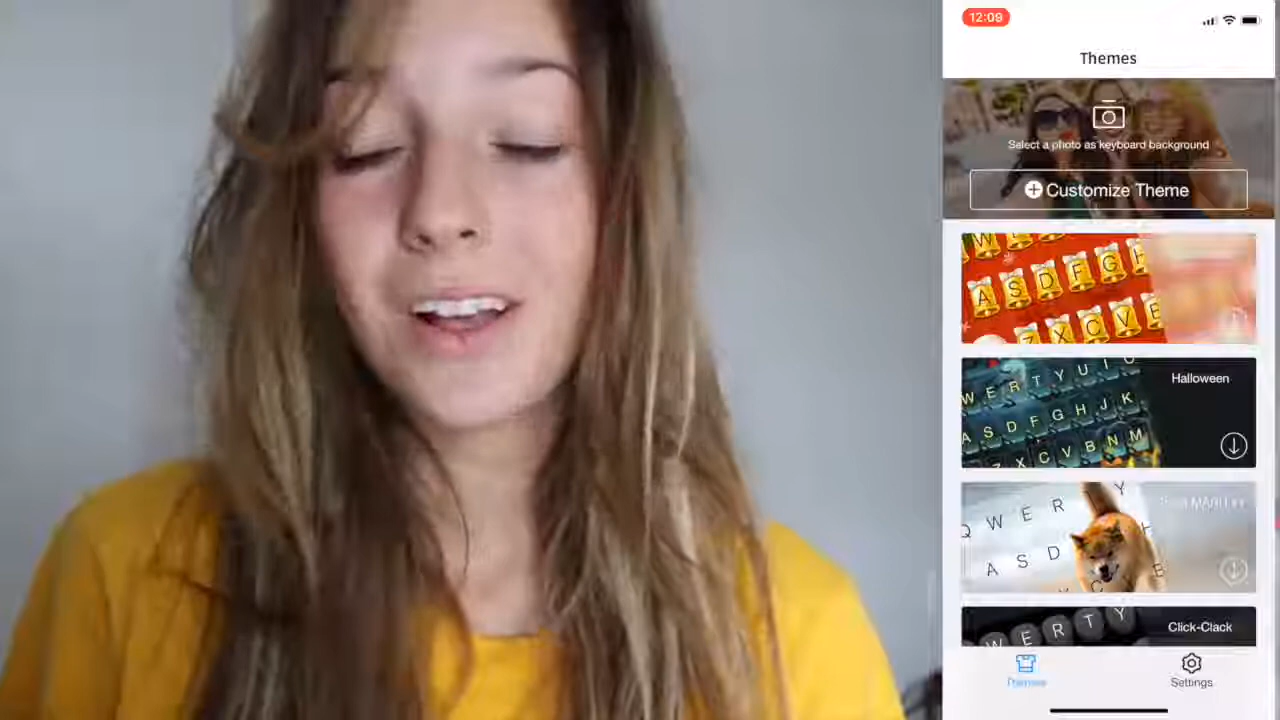 12:09
Themes
Select a photo as keyboard background
Customize Theme
W
A S D F G H
Z X C V B
Halloween
W E R T Y U I O
A S D F G H J K
Z X C V B N M
Q W E R Y
A S D H
X C B
Click-Clack
W E R T Y
Themes
Settings